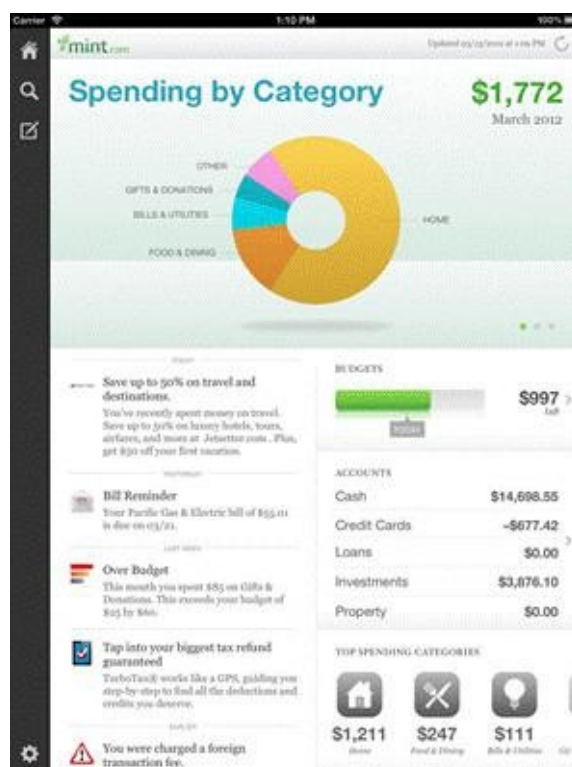 Carrier
1:10 PM
100%
mint.com
Spending by Category
$1,772
March 2012
OTHER
GIFTS & DONATIONS
BILLS & UTILITIES
FOOD & DINING
HOME
TODAY
Save up to 50% on travel and
destinations.
You've recently spent money on travel.
Save up to 50% on luxury hotels, tours,
airfares, and more at Jetsetter.com. Plus,
get $50 off your first vacation.
YESTERDAY
Bill Reminder
Your Pacific Gas & Electric bill of $55.01
is due on 03/21.
LAST WEEK
Over Budget
This month you spent $85 on Gifts &
Donations. This exceeds your budget of
$25 by $60.
Tap into your biggest tax refund
guaranteed
TurboTax® works like a GPS, guiding you
step-by-step to find all the deductions and
credits you deserve.
EARLIER
You were charged a foreign
transaction fee.
BUDGETS
$997
Left
TODAY
ACCOUNTS
Cash $14,698.55
Credit Cards -$677.42
Loans $0.00
Investments $3,876.10
Property $0.00
TOP SPENDING CATEGORIES
$1,211
Home
$247
Food & Dining
$111
Bills & Utilities